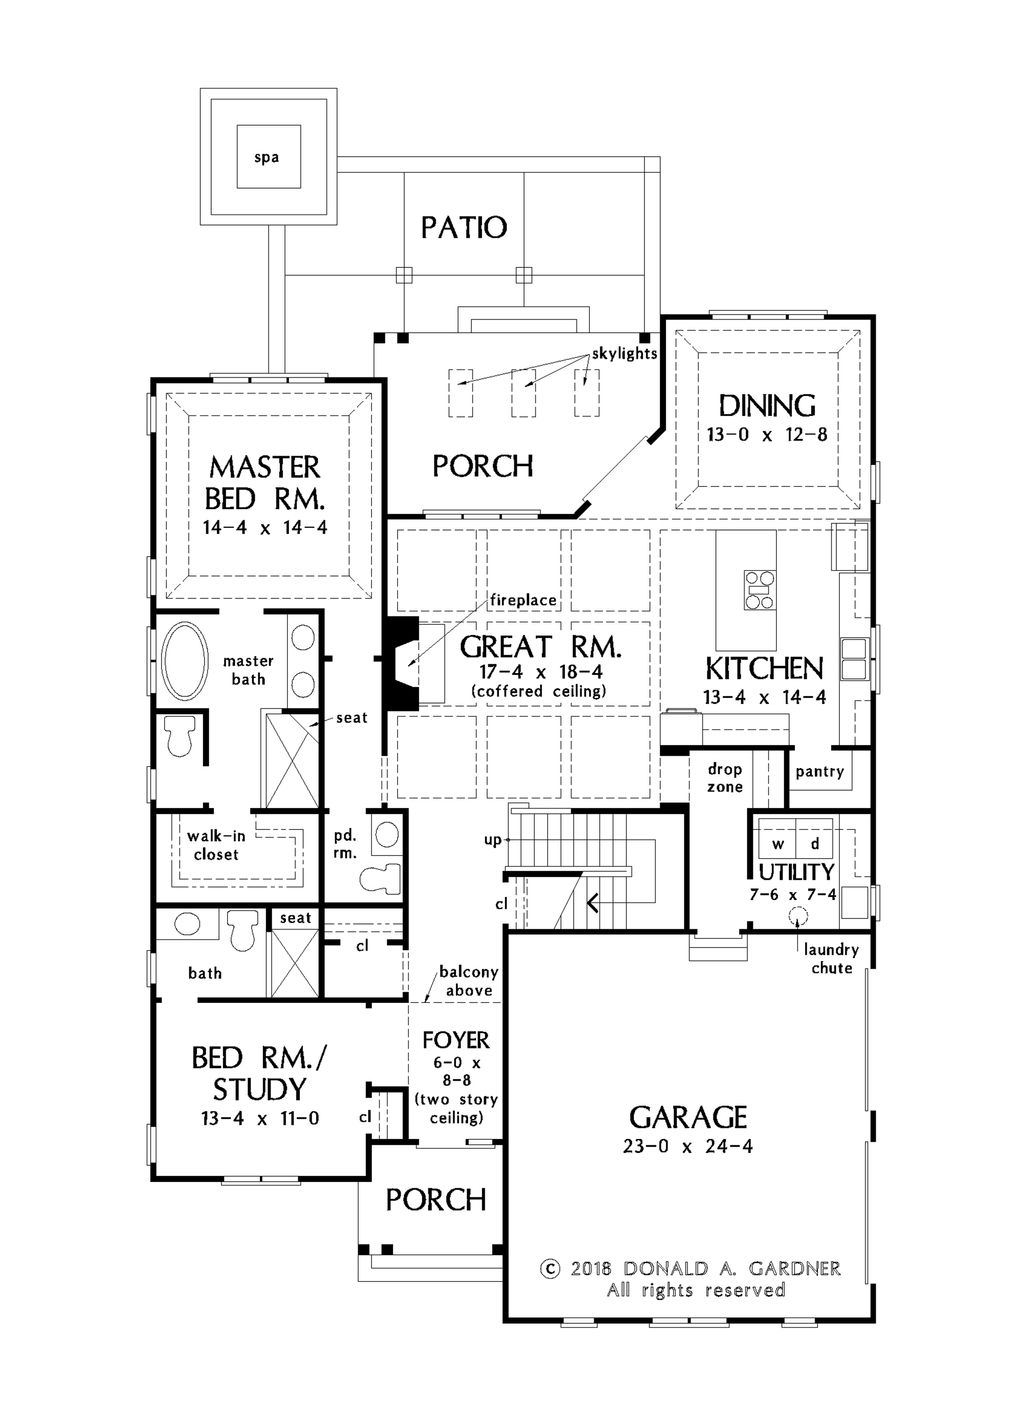 spa
PATIO
skylights
DINING
13-0 x 12-8
MASTER
BED RM.
14-4 x 14-4
PORCH
fireplace
GREAT RM.
17-4 x 18-4
(coffered ceiling)
KITCHEN
13-4 x 14-4
master
bath
seat
drop
zone
pantry
walk-in
closet
pd.
rm.
up
w d
UTILITY
7-6 x 7-4
cl
seat
cl
bath
laundry
chute
balcony
above
FOYER
6-0 x
8-8
(two story
ceiling)
BED RM./
STUDY
13-4 x 11-0
cl
GARAGE
23-0 x 24-4
PORCH
© 2018 DONALD A. GARDNER
All rights reserved